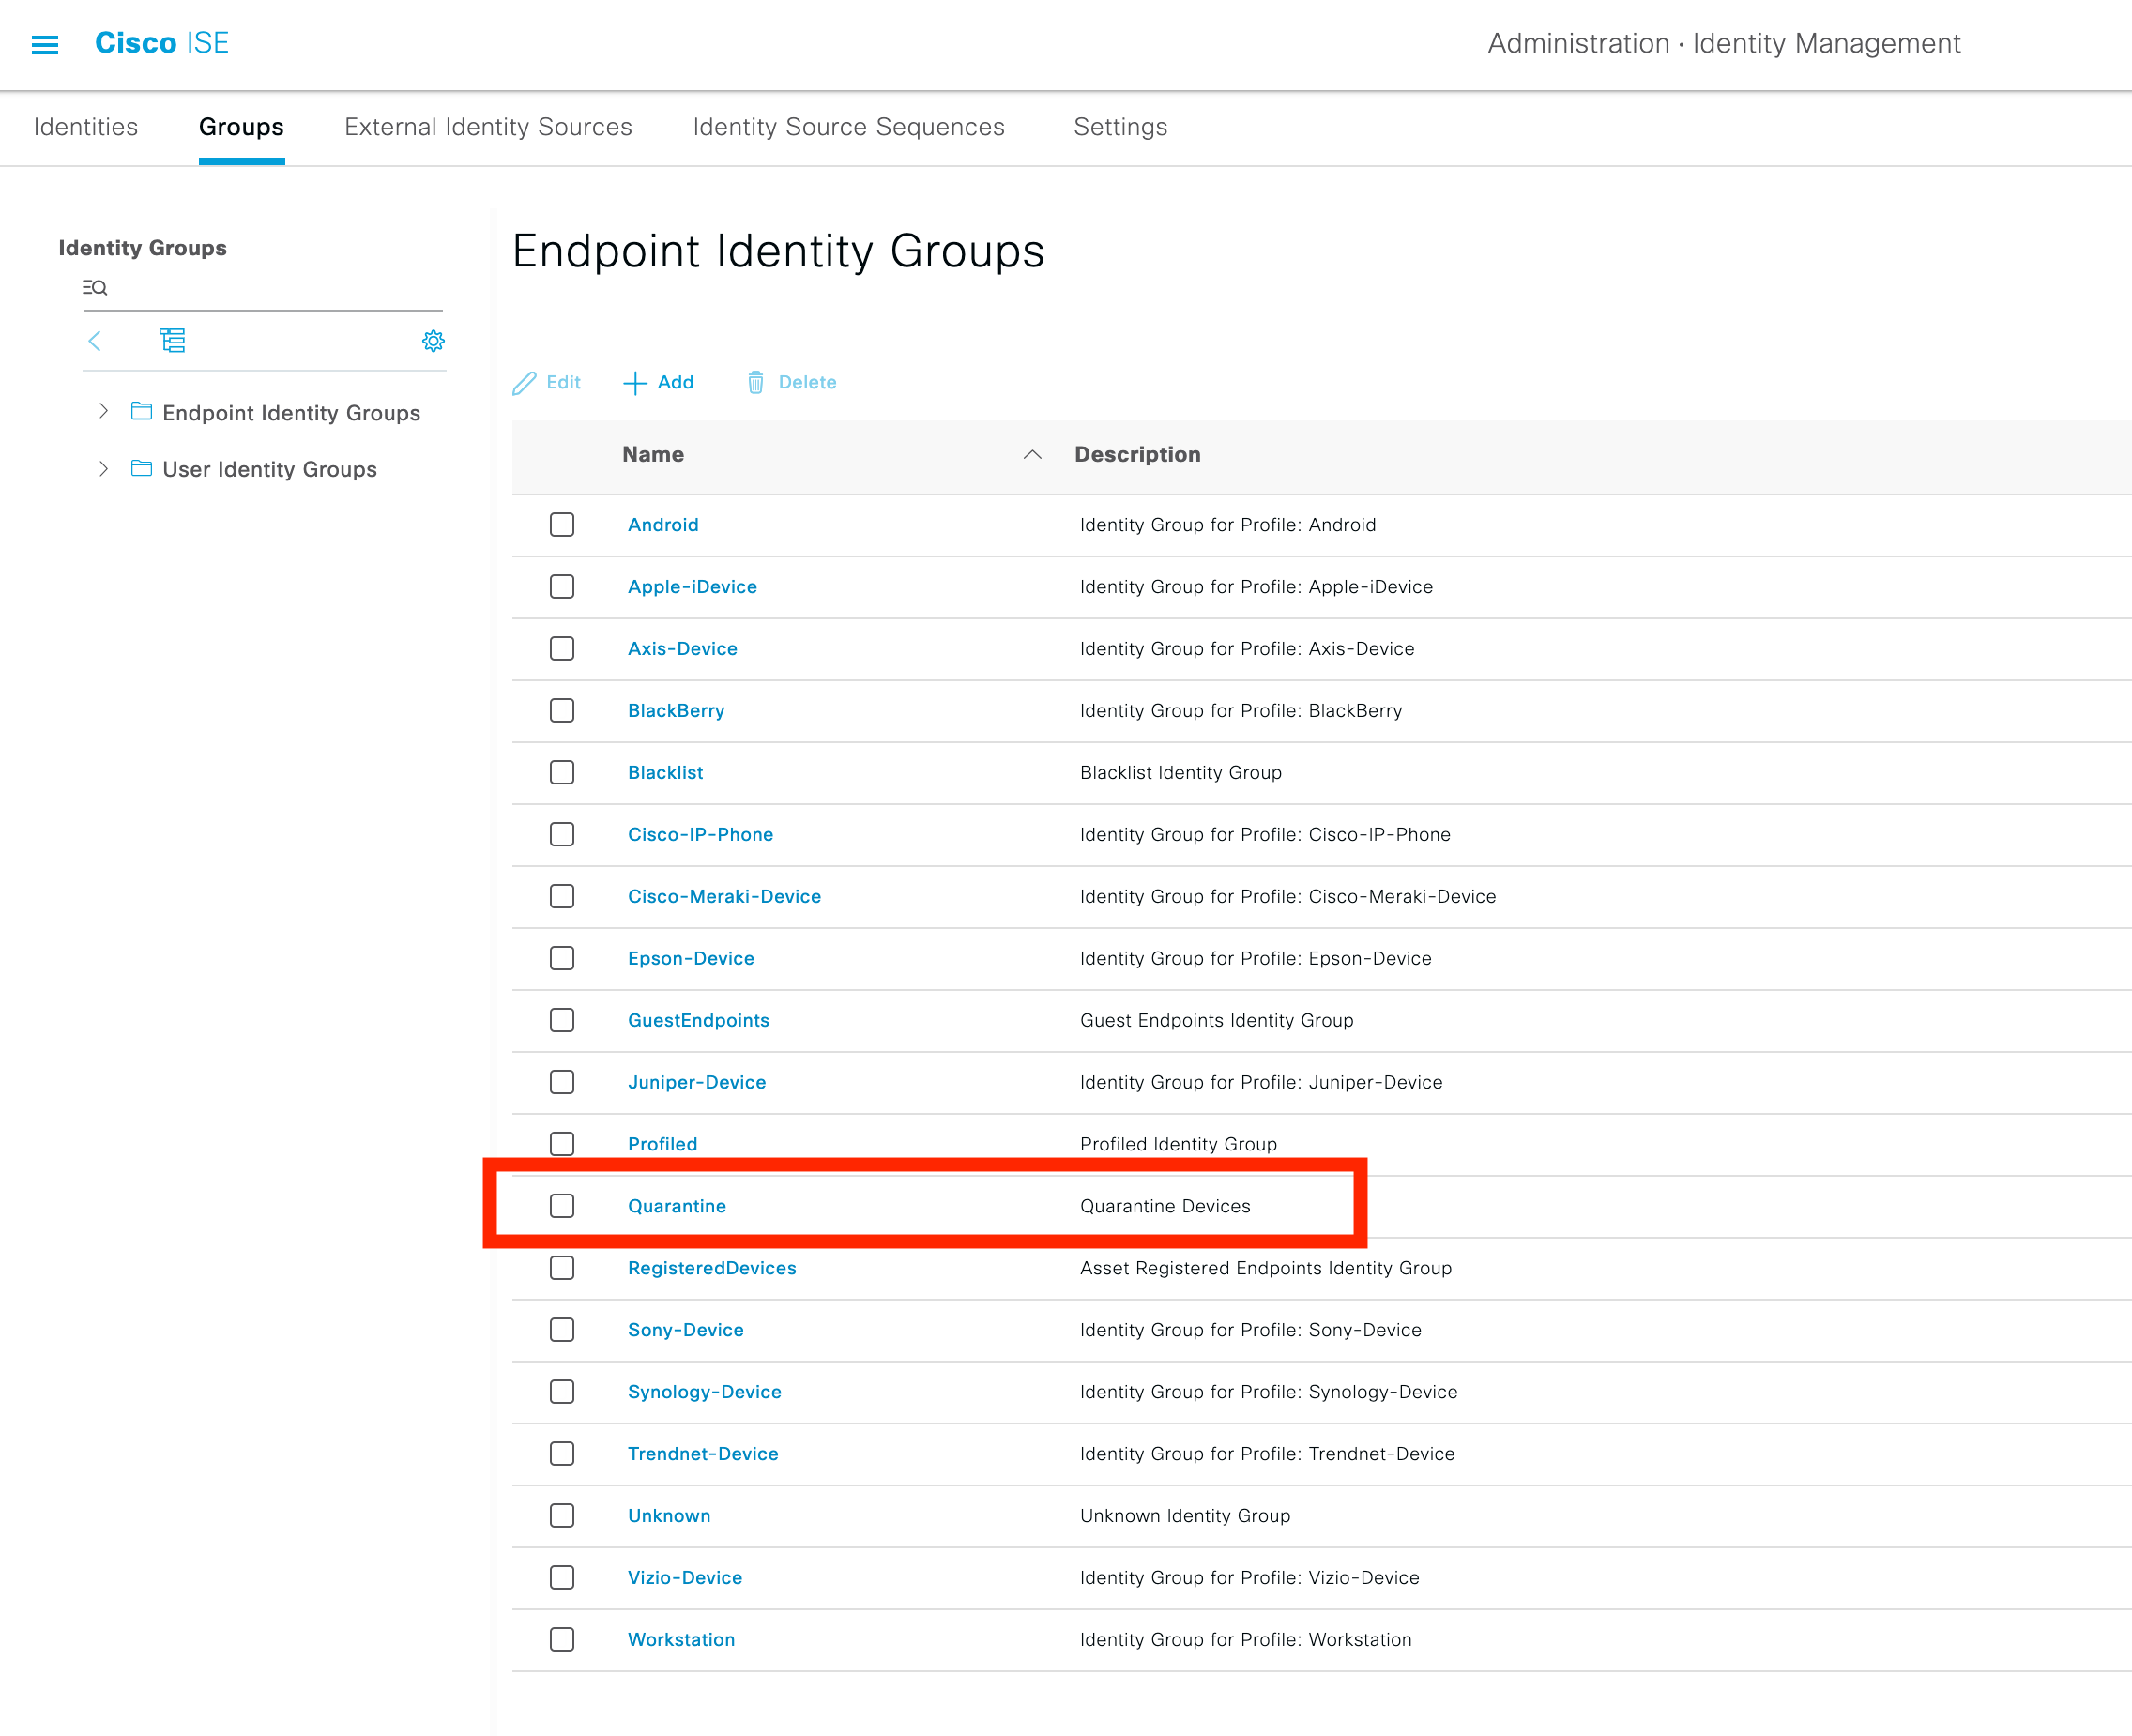 Cisco ISE
Administration · Identity Management
Identities Groups External Identity Sources Identity Source Sequences Settings
Identity Groups
Endpoint Identity Groups
User Identity Groups
Endpoint Identity Groups
Edit Add Delete
Name Description
Android Identity Group for Profile: Android
Apple-iDevice Identity Group for Profile: Apple-iDevice
Axis-Device Identity Group for Profile: Axis-Device
BlackBerry Identity Group for Profile: BlackBerry
Blacklist Blacklist Identity Group
Cisco-IP-Phone Identity Group for Profile: Cisco-IP-Phone
Cisco-Meraki-Device Identity Group for Profile: Cisco-Meraki-Device
Epson-Device Identity Group for Profile: Epson-Device
GuestEndpoints Guest Endpoints Identity Group
Juniper-Device Identity Group for Profile: Juniper-Device
Profiled Profiled Identity Group
Quarantine Quarantine Devices
RegisteredDevices Asset Registered Endpoints Identity Group
Sony-Device Identity Group for Profile: Sony-Device
Synology-Device Identity Group for Profile: Synology-Device
Trendnet-Device Identity Group for Profile: Trendnet-Device
Unknown Unknown Identity Group
Vizio-Device Identity Group for Profile: Vizio-Device
Workstation Identity Group for Profile: Workstation